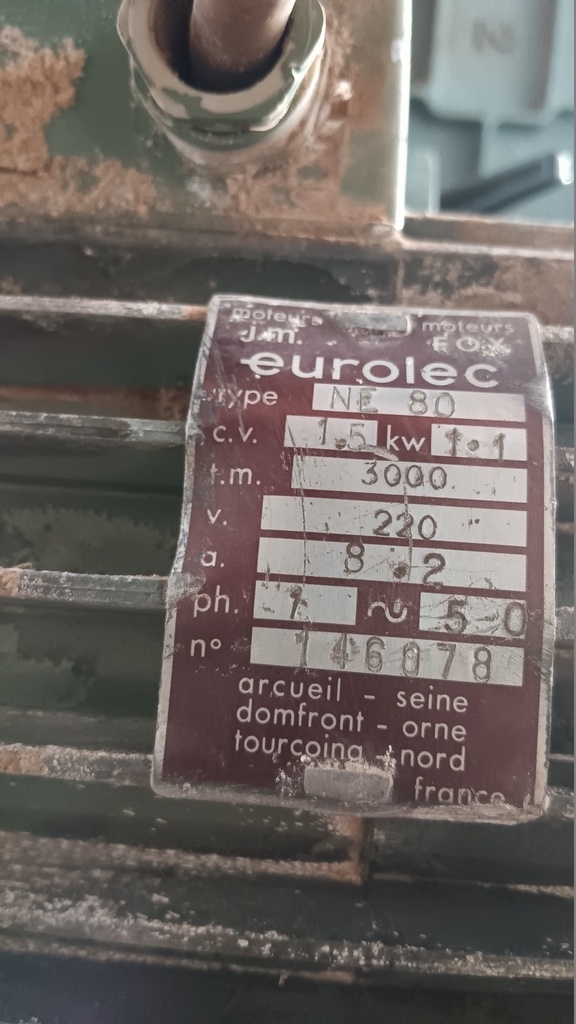 moteurs moteurs
J.m. FOX
eurolec
type NE 80
c.v. 1.5 kw 1.1
t.m. 3000
v. 220
a. 8.2
ph. 1 ~ 50
n° 146078
arcueil - seine
domfront - orne
tourcoing - nord
france